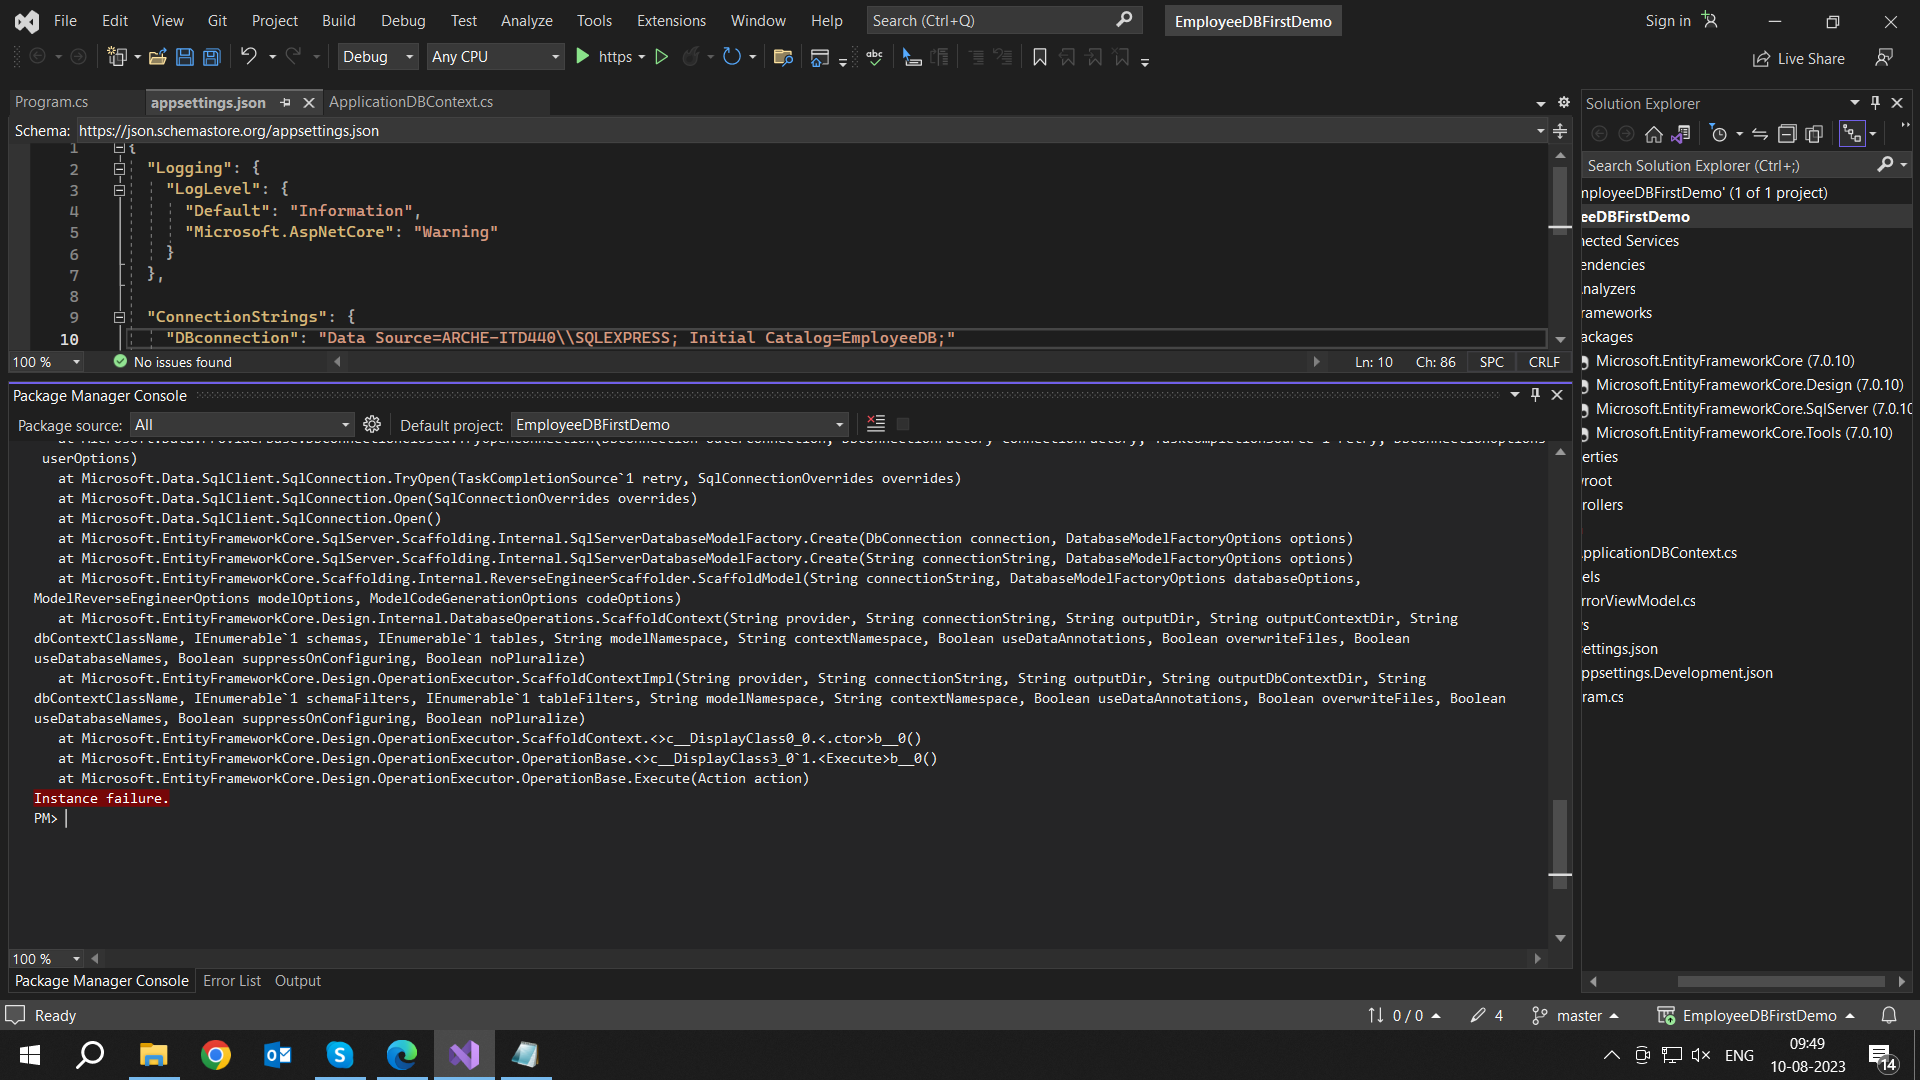 File Edit View Git Project Build Debug Test Analyze Tools Extensions Window Help Search (Ctrl+Q) EmployeeDBFirstDemo Sign in
Debug Any CPU https Live Share
Program.cs appsettings.json ApplicationDBContext.cs
Schema: https://json.schemastore.org/appsettings.json
1 {
2 "Logging": {
3 "LogLevel": {
4 "Default": "Information",
5 "Microsoft.AspNetCore": "Warning"
6 }
7 },
8
9 "ConnectionStrings": {
10 "DBconnection": "Data Source=ARCHE-ITD440\\SQLEXPRESS; Initial Catalog=EmployeeDB;"
100 % No issues found Ln: 10 Ch: 86 SPC CRLF
Package Manager Console
Package source: All Default project: EmployeeDBFirstDemo
userOptions)
at Microsoft.Data.SqlClient.SqlConnection.TryOpen(TaskCompletionSource`1 retry, SqlConnectionOverrides overrides)
at Microsoft.Data.SqlClient.SqlConnection.Open(SqlConnectionOverrides overrides)
at Microsoft.Data.SqlClient.SqlConnection.Open()
at Microsoft.EntityFrameworkCore.SqlServer.Scaffolding.Internal.SqlServerDatabaseModelFactory.Create(DbConnection connection, DatabaseModelFactoryOptions options)
at Microsoft.EntityFrameworkCore.SqlServer.Scaffolding.Internal.SqlServerDatabaseModelFactory.Create(String connectionString, DatabaseModelFactoryOptions options)
at Microsoft.EntityFrameworkCore.Scaffolding.Internal.ReverseEngineerScaffolder.ScaffoldModel(String connectionString, DatabaseModelFactoryOptions databaseOptions,
ModelReverseEngineerOptions modelOptions, ModelCodeGenerationOptions codeOptions)
at Microsoft.EntityFrameworkCore.Design.Internal.DatabaseOperations.ScaffoldContext(String provider, String connectionString, String outputDir, String outputContextDir, String
dbContextClassName, IEnumerable`1 schemas, IEnumerable`1 tables, String modelNamespace, String contextNamespace, Boolean useDataAnnotations, Boolean overwriteFiles, Boolean
useDatabaseNames, Boolean suppressOnConfiguring, Boolean noPluralize)
at Microsoft.EntityFrameworkCore.Design.OperationExecutor.ScaffoldContextImpl(String provider, String connectionString, String outputDir, String outputDbContextDir, String
dbContextClassName, IEnumerable`1 schemaFilters, IEnumerable`1 tableFilters, String modelNamespace, String contextNamespace, Boolean useDataAnnotations, Boolean overwriteFiles, Boolean
useDatabaseNames, Boolean suppressOnConfiguring, Boolean noPluralize)
at Microsoft.EntityFrameworkCore.Design.OperationExecutor.ScaffoldContext.<>c__DisplayClass0_0.<.ctor>b__0()
at Microsoft.EntityFrameworkCore.Design.OperationExecutor.OperationBase.<>c__DisplayClass3_0`1.<Execute>b__0()
at Microsoft.EntityFrameworkCore.Design.OperationExecutor.OperationBase.Execute(Action action)
Instance failure.
PM>
100 %
Package Manager Console Error List Output
Solution Explorer
Search Solution Explorer (Ctrl+;)
mployeeDBFirstDemo' (1 of 1 project)
eeDBFirstDemo
nected Services
endencies
nalyzers
rameworks
ackages
Microsoft.EntityFrameworkCore (7.0.10)
Microsoft.EntityFrameworkCore.Design (7.0.10)
Microsoft.EntityFrameworkCore.SqlServer (7.0.10
Microsoft.EntityFrameworkCore.Tools (7.0.10)
erties
root
rollers
pplicationDBContext.cs
els
rrorViewModel.cs
s
ettings.json
ppsettings.Development.json
ram.cs
Ready 0 / 0 4 master EmployeeDBFirstDemo
ENG 09:49
10-08-2023 14